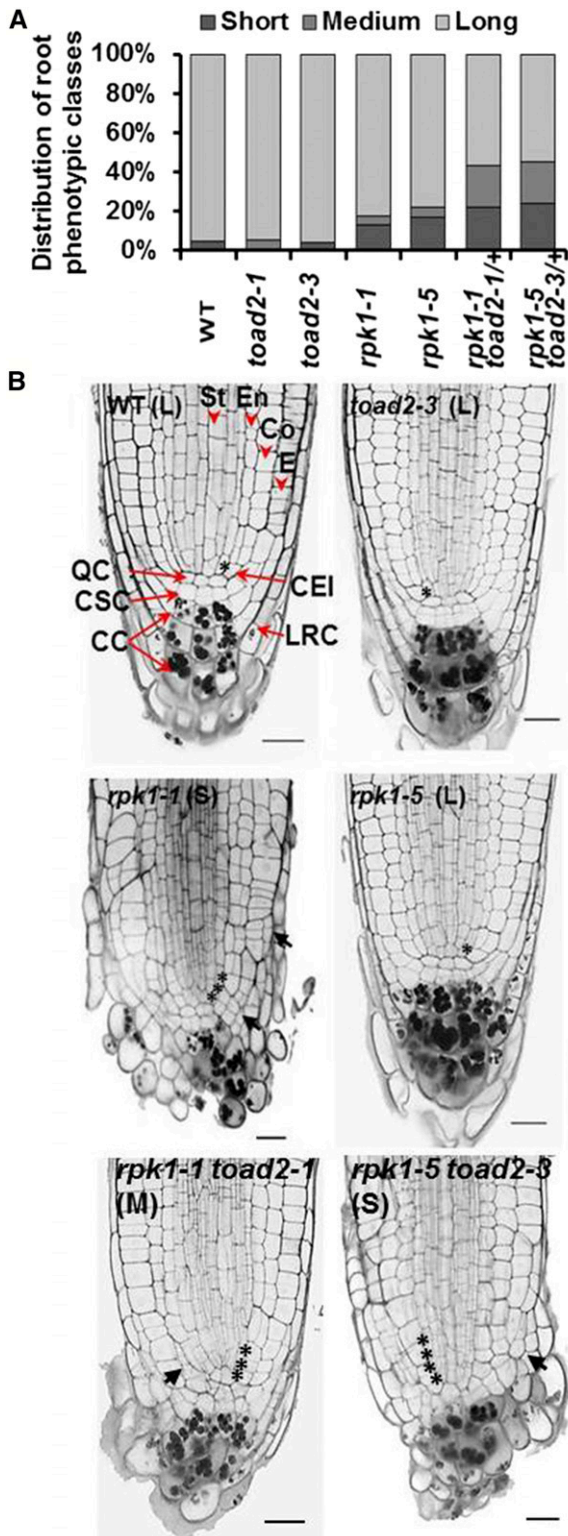 A
Short Medium Long
Distribution of root
phenotypic classes
100%
80%
60%
40%
20%
0%
WT
toad2-1
toad2-3
rpk1-1
rpk1-5
rpk1-1
toad2-1/+
rpk1-5
toad2-3/+
B
WT (L)
St En
Co
E
QC
CSC
CC
*
CEI
LRC
toad2-3 (L)
*
rpk1-1 (S)
***
rpk1-5 (L)
*
rpk1-1 toad2-1
(M)
***
rpk1-5 toad2-3
(S)
****